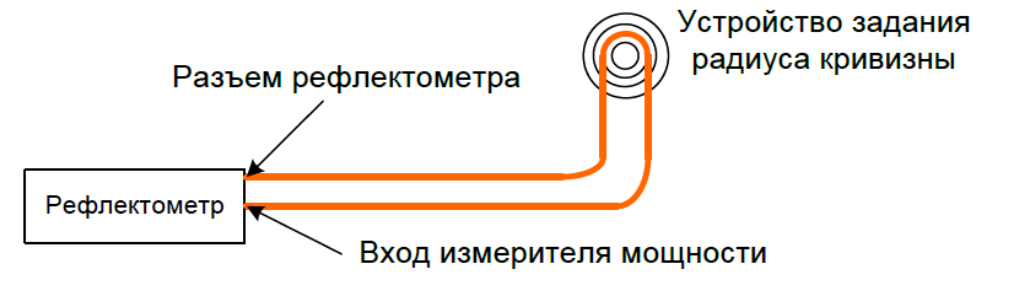 Устройство задания
радиуса кривизны
Разъем рефлектометра
Рефлектометр
Вход измерителя мощности